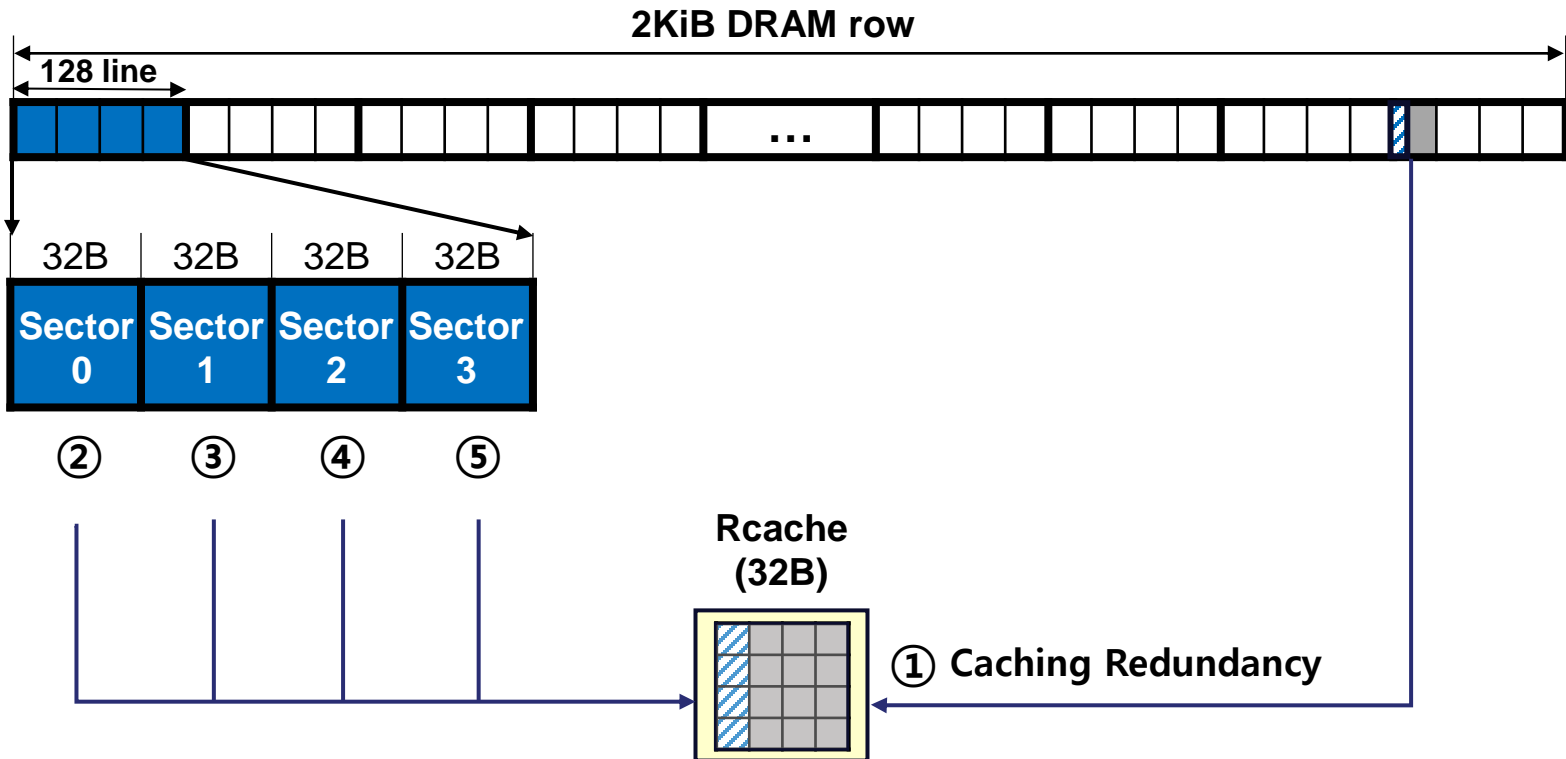 2KiB DRAM row
128 line
...
32B 32B 32B 32B
Sector 0 Sector 1 Sector 2 Sector 3
② ③ ④ ⑤
Rcache
(32B)
① Caching Redundancy